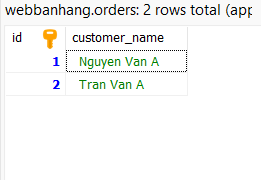 webbanhang.orders: 2 rows total (app
id customer_name
1 Nguyen Van A
2 Tran Van A